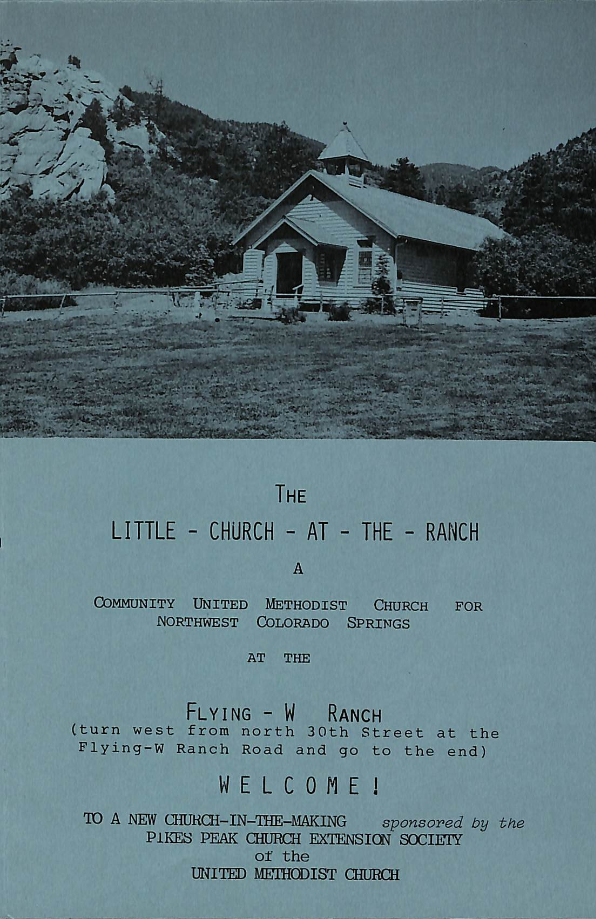 THE
LITTLE - CHURCH - AT - THE - RANCH
A
COMMUNITY UNITED METHODIST CHURCH FOR
NORTHWEST COLORADO SPRINGS
AT THE
FLYING - W RANCH
(turn west from north 30th Street at the
Flying-W Ranch Road and go to the end)
WELCOME!
TO A NEW CHURCH-IN-THE-MAKING sponsored by the
PIKES PEAK CHURCH EXTENSION SOCIETY
of the
UNITED METHODIST CHURCH